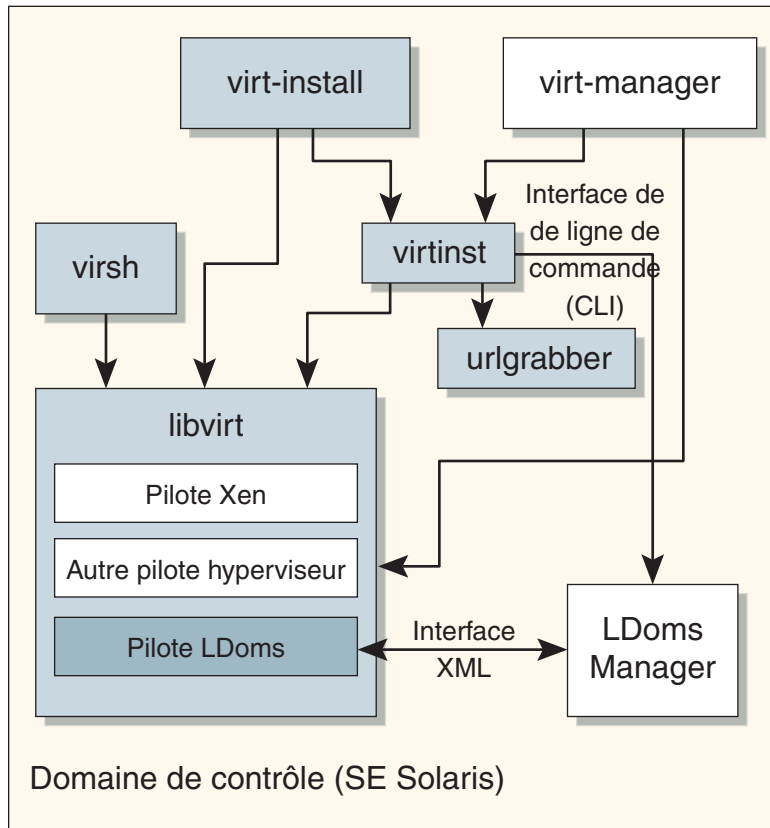 virt-install
virt-manager
Interface de
de ligne de
commande
(CLI)
virsh
virtinst
urlgrabber
libvirt
Pilote Xen
Autre pilote hyperviseur
Pilote LDoms
Interface
XML
LDoms
Manager
Domaine de contrôle (SE Solaris)